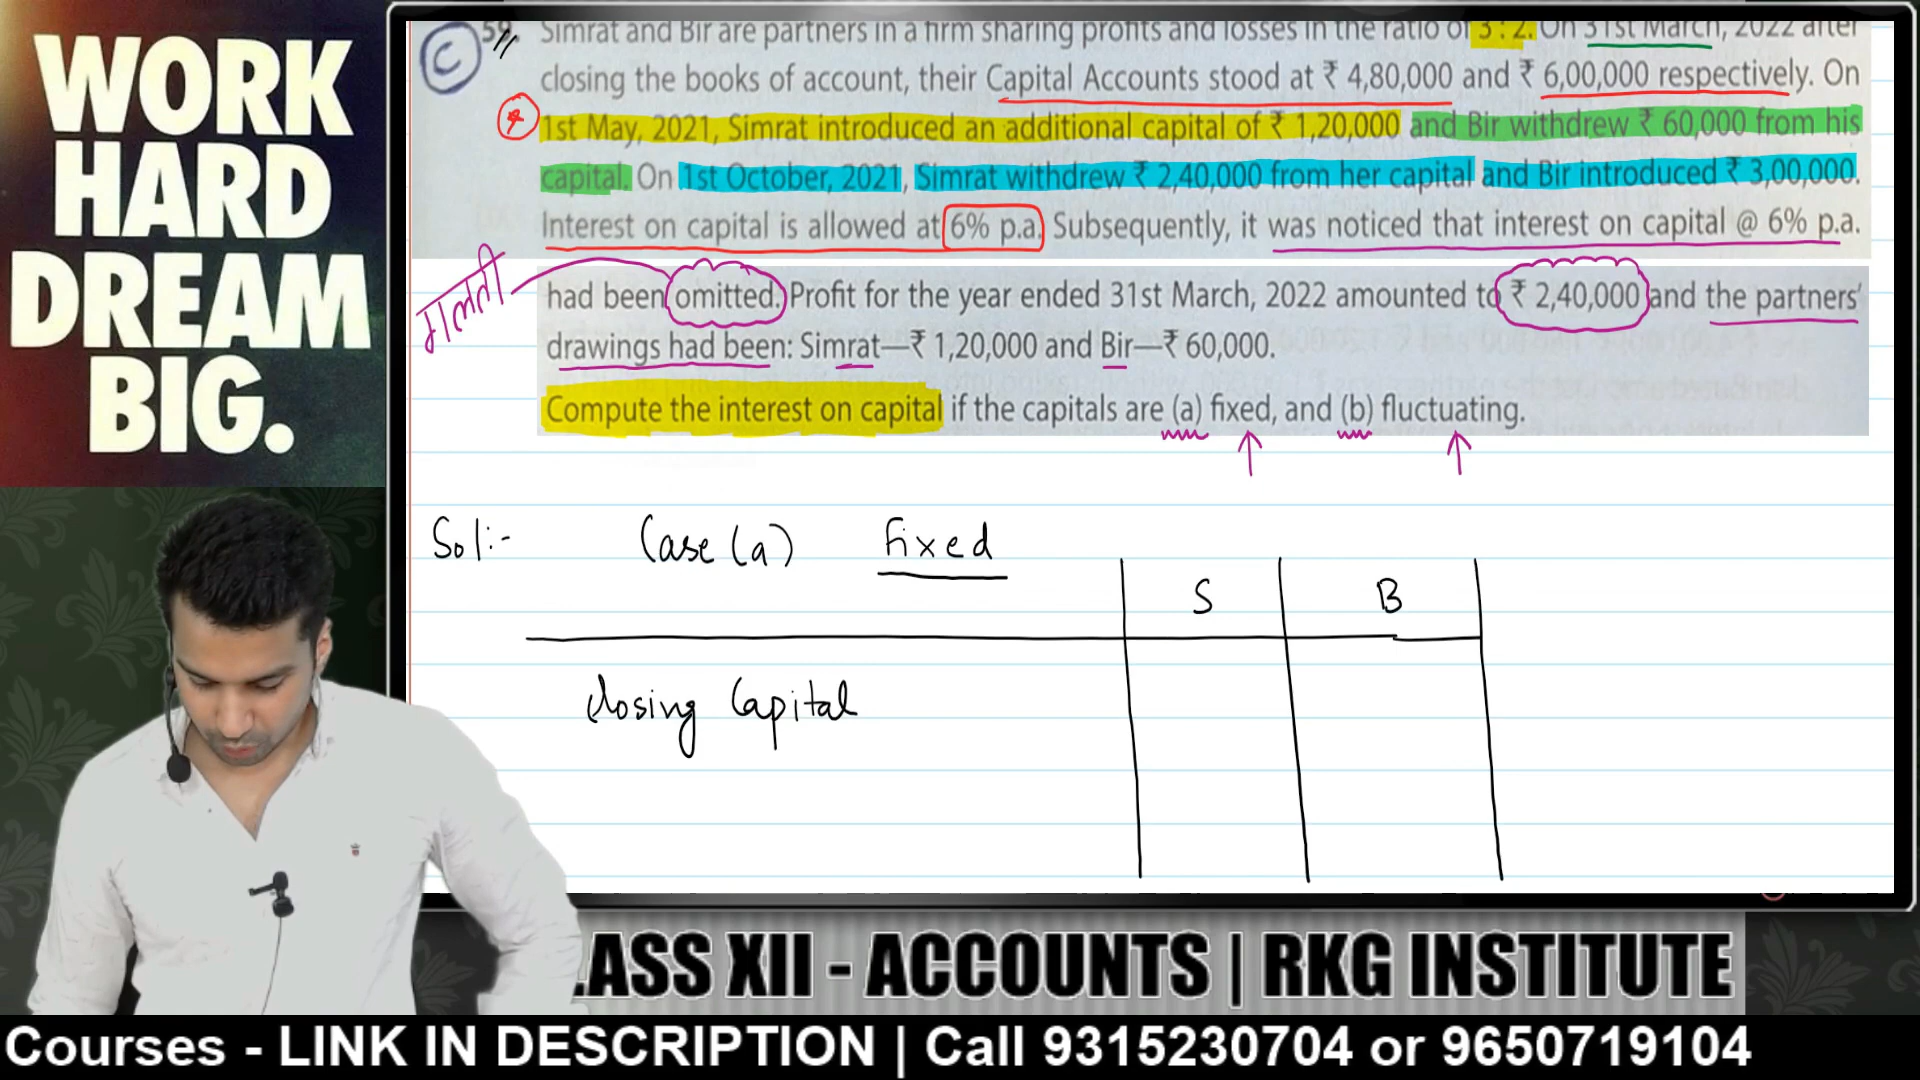 WORK
HARD
DREAM
BIG.
C 59. Simrat and Bir are partners in a firm sharing profits and losses in the ratio of 3 : 2. On 31st March, 2022 after
closing the books of account, their Capital Accounts stood at ₹ 4,80,000 and ₹ 6,00,000 respectively. On
1st May, 2021, Simrat introduced an additional capital of ₹ 1,20,000 and Bir withdrew ₹ 60,000 from his
capital. On 1st October, 2021, Simrat withdrew ₹ 2,40,000 from her capital and Bir introduced ₹ 3,00,000.
Interest on capital is allowed at 6% p.a. Subsequently, it was noticed that interest on capital @ 6% p.a.
गलती
had been omitted. Profit for the year ended 31st March, 2022 amounted to ₹ 2,40,000 and the partners'
drawings had been: Simrat—₹ 1,20,000 and Bir—₹ 60,000.
Compute the interest on capital if the capitals are (a) fixed, and (b) fluctuating.
Sol:- Case (a) fixed
S B
closing Capital
LASS XII - ACCOUNTS | RKG INSTITUTE
Courses - LINK IN DESCRIPTION | Call 9315230704 or 9650719104